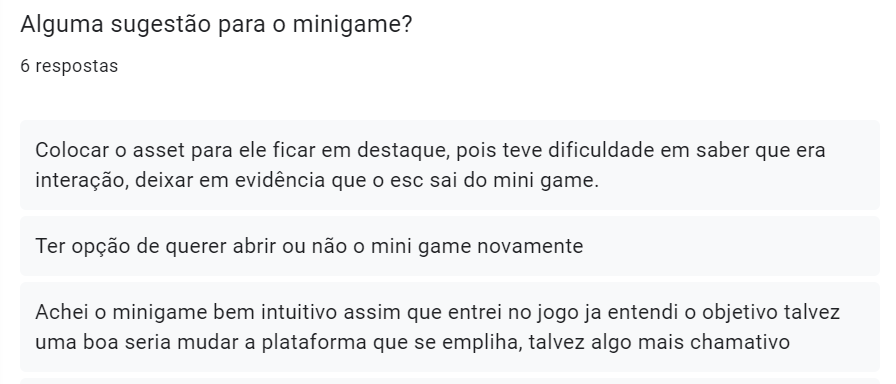 Alguma sugestão para o minigame?
6 respostas
Colocar o asset para ele ficar em destaque, pois teve dificuldade em saber que era
interação, deixar em evidência que o esc sai do mini game.
Ter opção de querer abrir ou não o mini game novamente
Achei o minigame bem intuitivo assim que entrei no jogo ja entendi o objetivo talvez
uma boa seria mudar a plataforma que se empliha, talvez algo mais chamativo